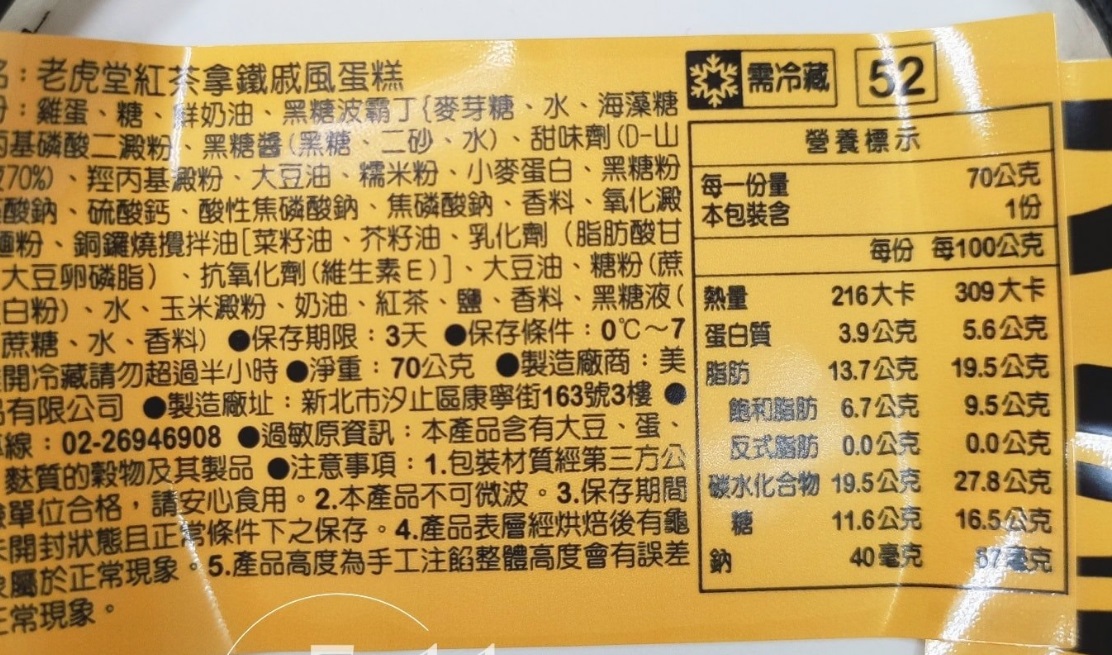 ：老虎堂紅茶拿鐵戚風蛋糕
：雞蛋、糖、鮮奶油、黑糖波霸丁{麥芽糖、水、海藻糖
丙基磷酸二澱粉、黑糖醬(黑糖、二砂、水)、甜味劑(D-山
70%)、羥丙基澱粉、大豆油、糯米粉、小麥蛋白、黑糖粉
酸鈉、硫酸鈣、酸性焦磷酸鈉、焦磷酸鈉、香料、氧化澱
麵粉、銅鑼燒攪拌油[菜籽油、芥籽油、乳化劑（脂肪酸甘
大豆卵磷脂）、抗氧化劑(維生素E)]、大豆油、糖粉(蔗
白粉)、水、玉米澱粉、奶油、紅茶、鹽、香料、黑糖液(
蔗糖、水、香料) ●保存期限：3天 ●保存條件：0℃～7
開冷藏請勿超過半小時 ●淨重：70公克 ●製造廠商：美
有限公司 ●製造廠址：新北市汐止區康寧街163號3樓 ●
線：02-26946908 ●過敏原資訊：本產品含有大豆、蛋、
麩質的穀物及其製品 ●注意事項：1.包裝材質經第三方公
單位合格，請安心食用。2.本產品不可微波。3.保存期間
未開封狀態且正常條件下之保存。4.產品表層經烘焙後有龜
屬於正常現象。5.產品高度為手工注餡整體高度會有誤差
正常現象。
需冷藏
52
營養標示
每一份量 70公克
本包裝含 1份
每份 每100公克
熱量 216大卡 309大卡
蛋白質 3.9公克 5.6公克
脂肪 13.7公克 19.5公克
飽和脂肪 6.7公克 9.5公克
反式脂肪 0.0公克 0.0公克
碳水化合物 19.5公克 27.8公克
糖 11.6公克 16.5公克
鈉 40毫克 57毫克